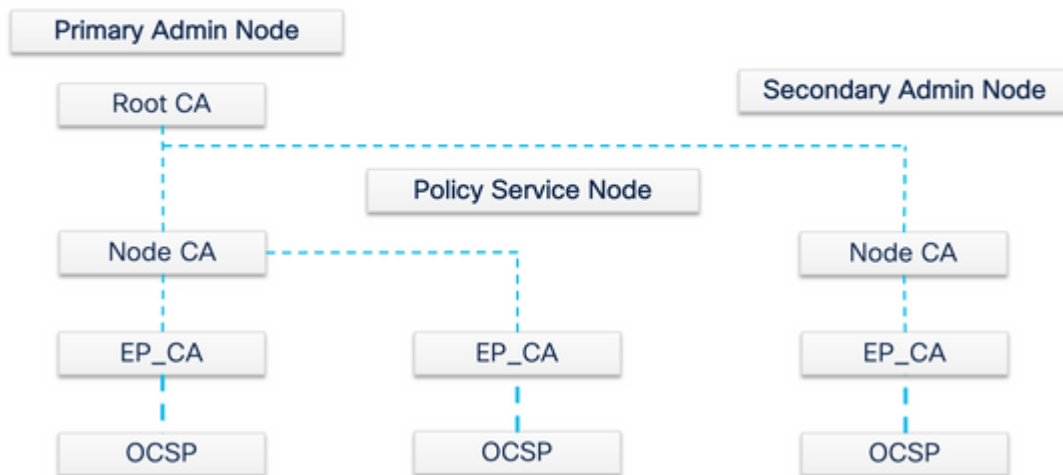 Primary Admin Node
Root CA
Secondary Admin Node
Policy Service Node
Node CA
Node CA
EP_CA
EP_CA
EP_CA
OCSP
OCSP
OCSP